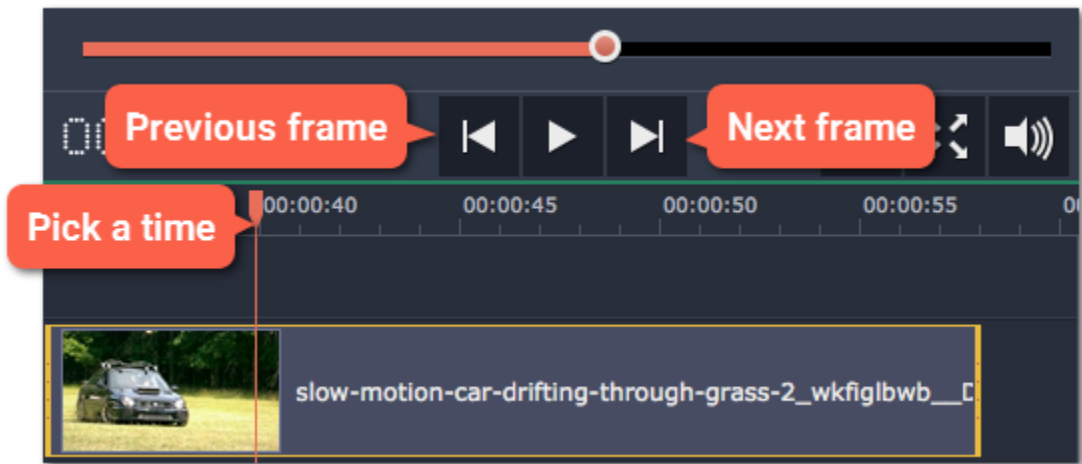 Previous frame
Next frame
Pick a time
00:00:40 00:00:45 00:00:50 00:00:55
slow-motion-car-drifting-through-grass-2_wkfiglbwb__D